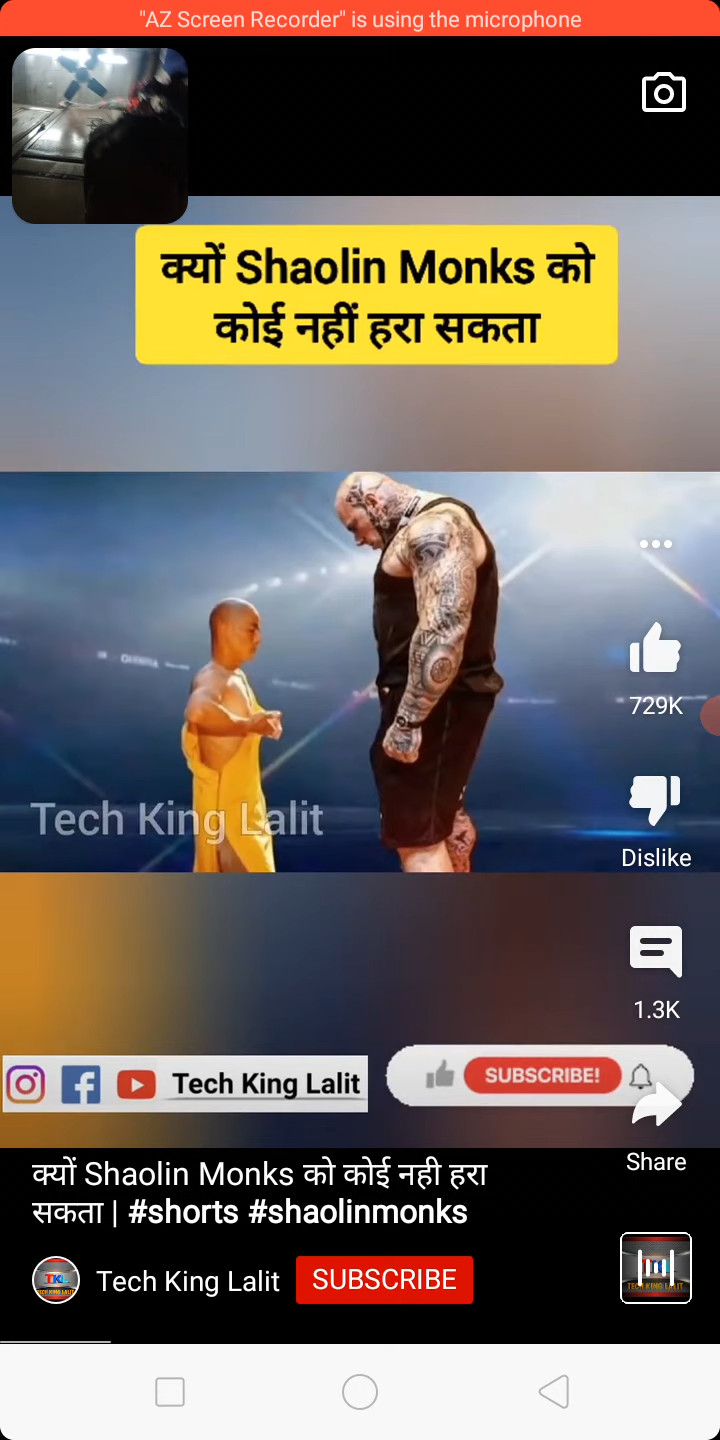 "AZ Screen Recorder" is using the microphone
क्यों Shaolin Monks को
कोई नहीं हरा सकता
729K
Tech King Lalit
Dislike
1.3K
Tech King Lalit
SUBSCRIBE!
Share
क्यों Shaolin Monks को कोई नही हरा
सकता | #shorts #shaolinmonks
Tech King Lalit
SUBSCRIBE